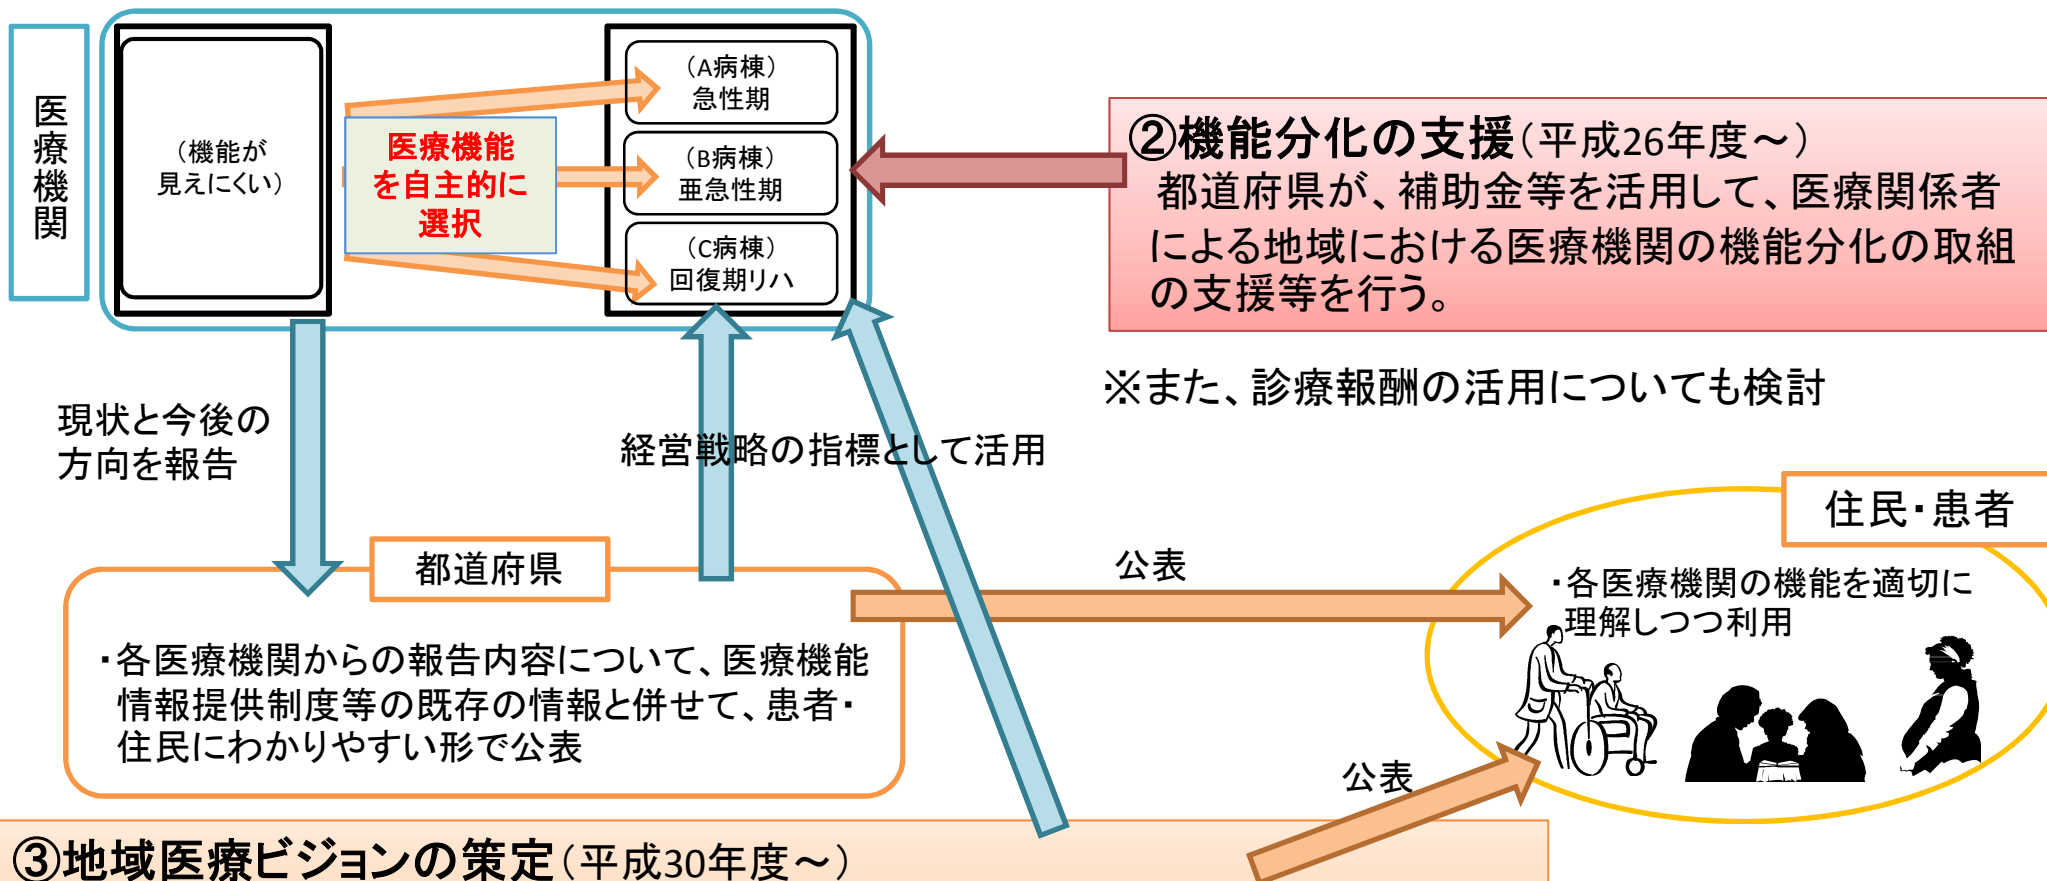 医療機関
（機能が
見えにくい）
医療機能
を自主的に
選択
（A病棟）
急性期
（B病棟）
亜急性期
（C病棟）
回復期リハ
②機能分化の支援（平成26年度～）
都道府県が、補助金等を活用して、医療関係者
による地域における医療機関の機能分化の取組
の支援等を行う。
※また、診療報酬の活用についても検討
現状と今後の
方向を報告
経営戦略の指標として活用
都道府県
・各医療機関からの報告内容について、医療機能
情報提供制度等の既存の情報と併せて、患者・
住民にわかりやすい形で公表
公表
住民・患者
・各医療機関の機能を適切に
理解しつつ利用
公表
③地域医療ビジョンの策定（平成30年度～）